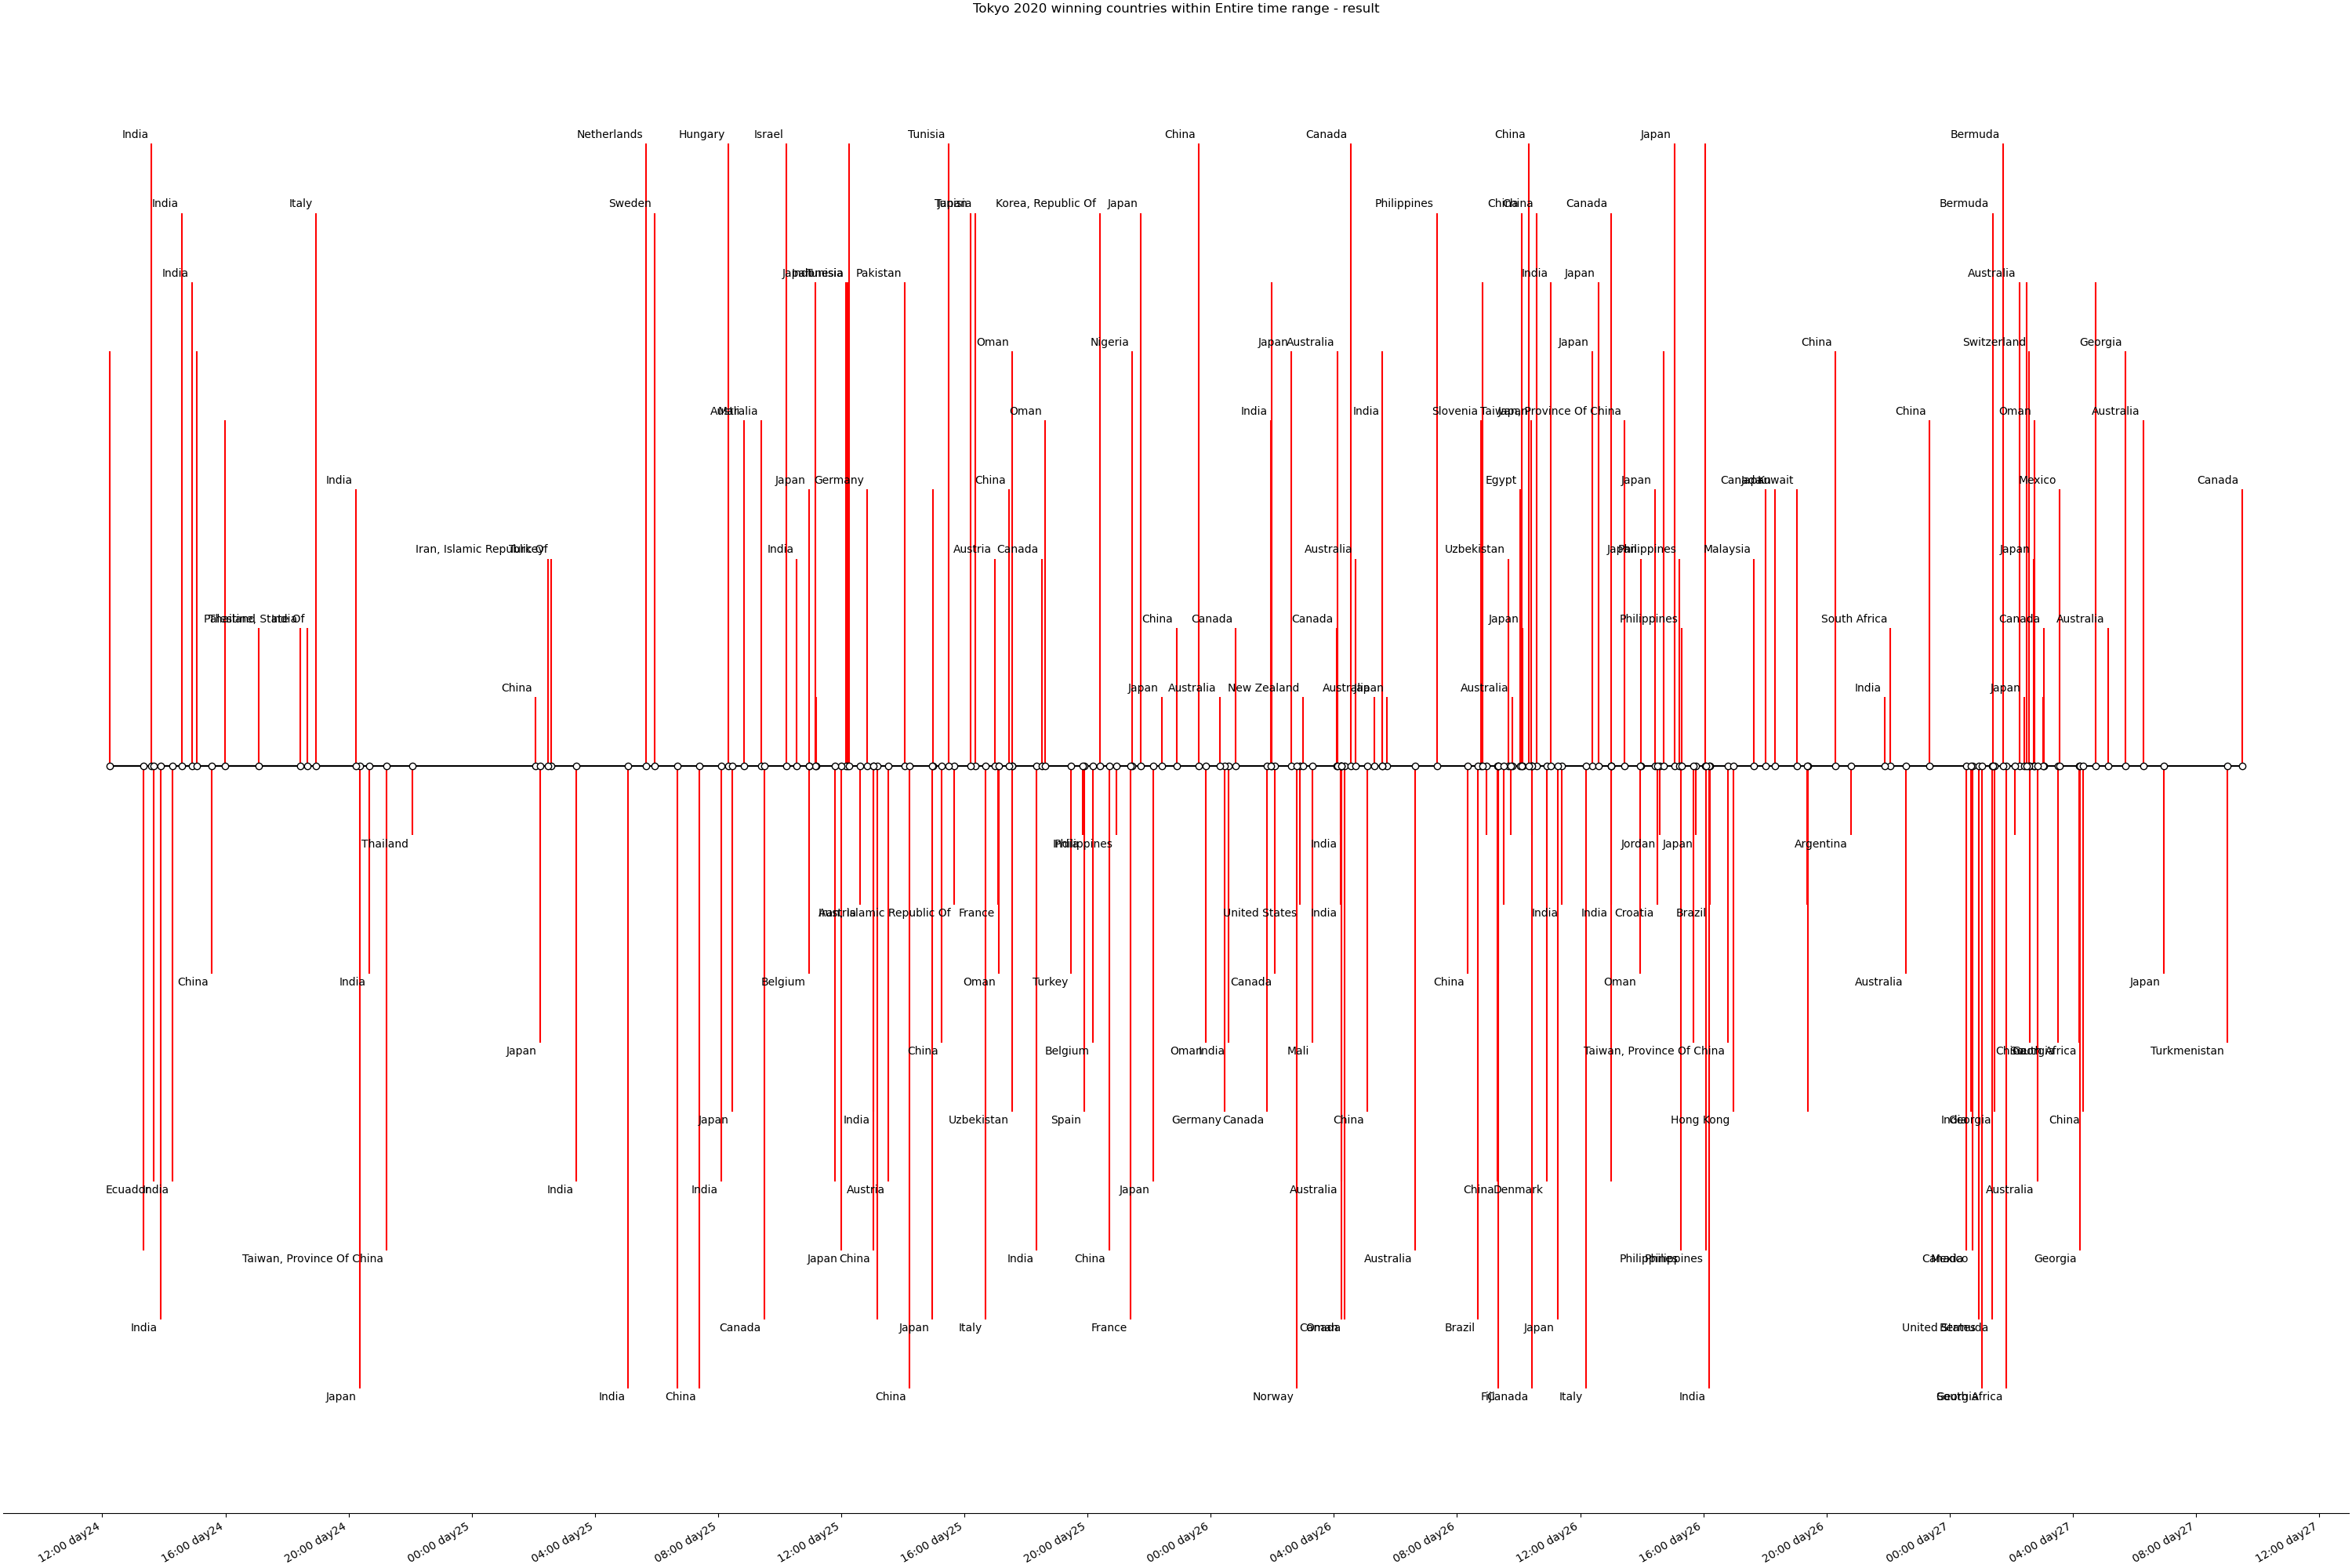 Tokyo 2020 winning countries within Entire time range - result
India
Netherlands
Hungary
Israel
Tunisia
China
Canada
China
Japan
Bermuda
India
Italy
Sweden
Tunisia
Japan
Korea, Republic Of
Japan
Philippines
China
China
Canada
Bermuda
India
Japan
India
Tunisia
Pakistan
India
Japan
Australia
Oman
Nigeria
Japan
Australia
Japan
China
Switzerland
Georgia
Australia
Mali
Oman
India
India
Slovenia
Japan
Taiwan, Province Of China
China
Oman
Australia
India
Japan
Germany
China
Egypt
Japan
Canada
Japan
Kuwait
Mexico
Canada
Iran, Islamic Republic Of
Turkey
India
Austria
Canada
Australia
Uzbekistan
Japan
Philippines
Malaysia
Japan
Palestine, State Of
Thailand
India
China
Canada
Canada
Japan
Philippines
South Africa
Canada
Australia
China
Japan
Australia
New Zealand
Australia
Japan
Australia
India
Japan
Thailand
India
Philippines
India
Jordan
Japan
Argentina
Austria
Iran, Islamic Republic Of
France
United States
India
India
India
Croatia
Brazil
China
India
Belgium
Oman
Turkey
Canada
China
Oman
Australia
Japan
Japan
China
Belgium
Oman
India
Mali
Taiwan, Province Of China
China
Georgia
South Africa
Turkmenistan
Japan
India
Uzbekistan
Spain
Germany
Canada
China
Hong Kong
India
Georgia
China
Ecuador
India
India
India
Austria
Japan
Australia
China
Denmark
Australia
Taiwan, Province Of China
Japan
China
India
China
Australia
Philippines
Philippines
Canada
Mexico
Georgia
India
Canada
Japan
Italy
France
Canada
Oman
Brazil
Japan
United States
Bermuda
Japan
India
China
China
Norway
Fiji
Canada
Italy
India
Georgia
South Africa
12:00 day24
16:00 day24
20:00 day24
00:00 day25
04:00 day25
08:00 day25
12:00 day25
16:00 day25
20:00 day25
00:00 day26
04:00 day26
08:00 day26
12:00 day26
16:00 day26
20:00 day26
00:00 day27
04:00 day27
08:00 day27
12:00 day27